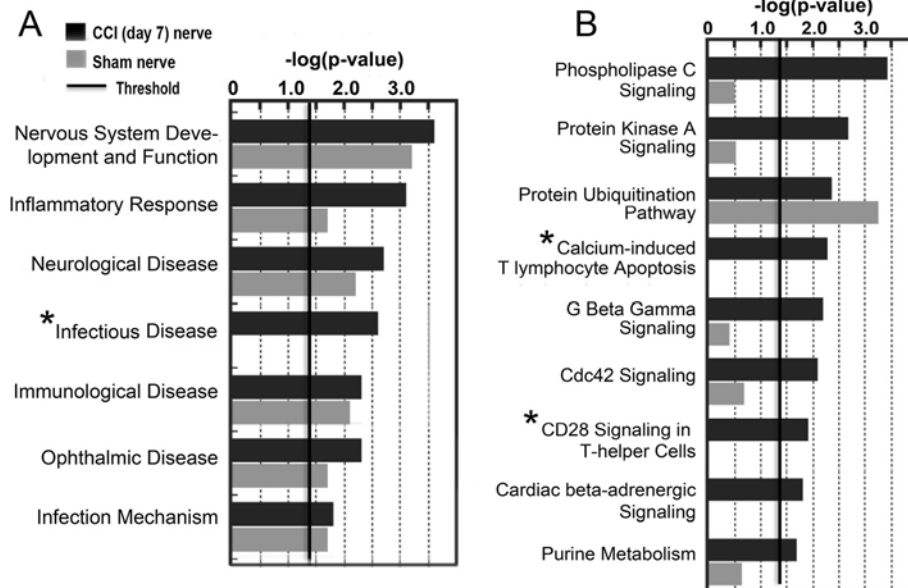 A
CCI (day 7) nerve
Sham nerve
Threshold
-log(p-value)
0 1.0 2.0 3.0
Nervous System Deve-
lopment and Function
Inflammatory Response
Neurological Disease
*Infectious Disease
Immunological Disease
Ophthalmic Disease
Infection Mechanism
B
-log(p-value)
0 1.0 2.0 3.0
Phospholipase C
Signaling
Protein Kinase A
Signaling
Protein Ubiquitination
Pathway
*Calcium-induced
T lymphocyte Apoptosis
G Beta Gamma
Signaling
Cdc42 Signaling
*CD28 Signaling in
T-helper Cells
Cardiac beta-adrenergic
Signaling
Purine Metabolism